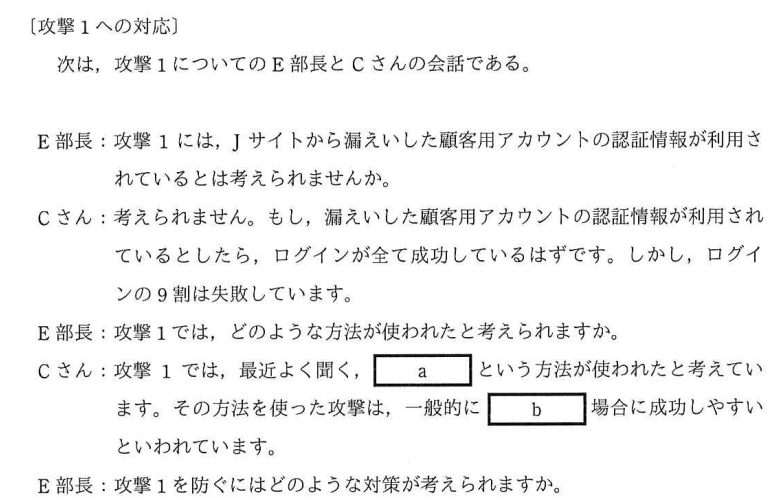 〔攻撃1への対応〕
次は，攻撃1についてのE部長とCさんの会話である。
E部長：攻撃1には，Jサイトから漏えいした顧客用アカウントの認証情報が利用さ
れているとは考えられませんか。
Cさん：考えられません。もし，漏えいした顧客用アカウントの認証情報が利用され
ているとしたら，ログインが全て成功しているはずです。しかし，ログイ
ンの9割は失敗しています。
E部長：攻撃1では，どのような方法が使われたと考えられますか。
Cさん：攻撃1では，最近よく聞く， a という方法が使われたと考えてい
ます。その方法を使った攻撃は，一般的に b 場合に成功しやすい
といわれています。
E部長：攻撃1を防ぐにはどのような対策が考えられますか。